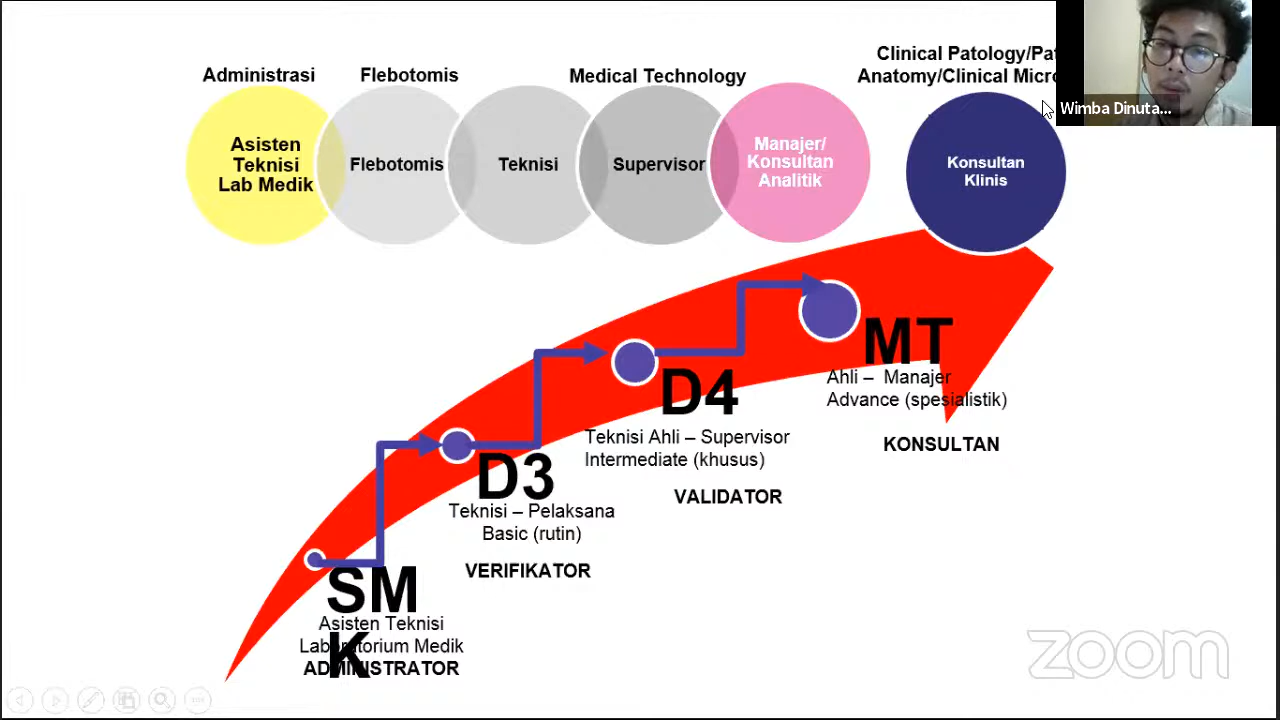 Administrasi
Flebotomis
Medical Technology
Clinical Patology/Pat
Anatomy/Clinical Micro
Wimba Dinuta...
Asisten
Teknisi
Lab Medik
Flebotomis
Teknisi
Supervisor
Manajer/
Konsultan
Analitik
Konsultan
Klinis
MT
Ahli – Manajer
Advance (spesialistik)
KONSULTAN
D4
Teknisi Ahli – Supervisor
Intermediate (khusus)
VALIDATOR
D3
Teknisi – Pelaksana
Basic (rutin)
VERIFIKATOR
SM
K
Asisten Teknisi
Laboratorium Medik
ADMINISTRATOR
zoom